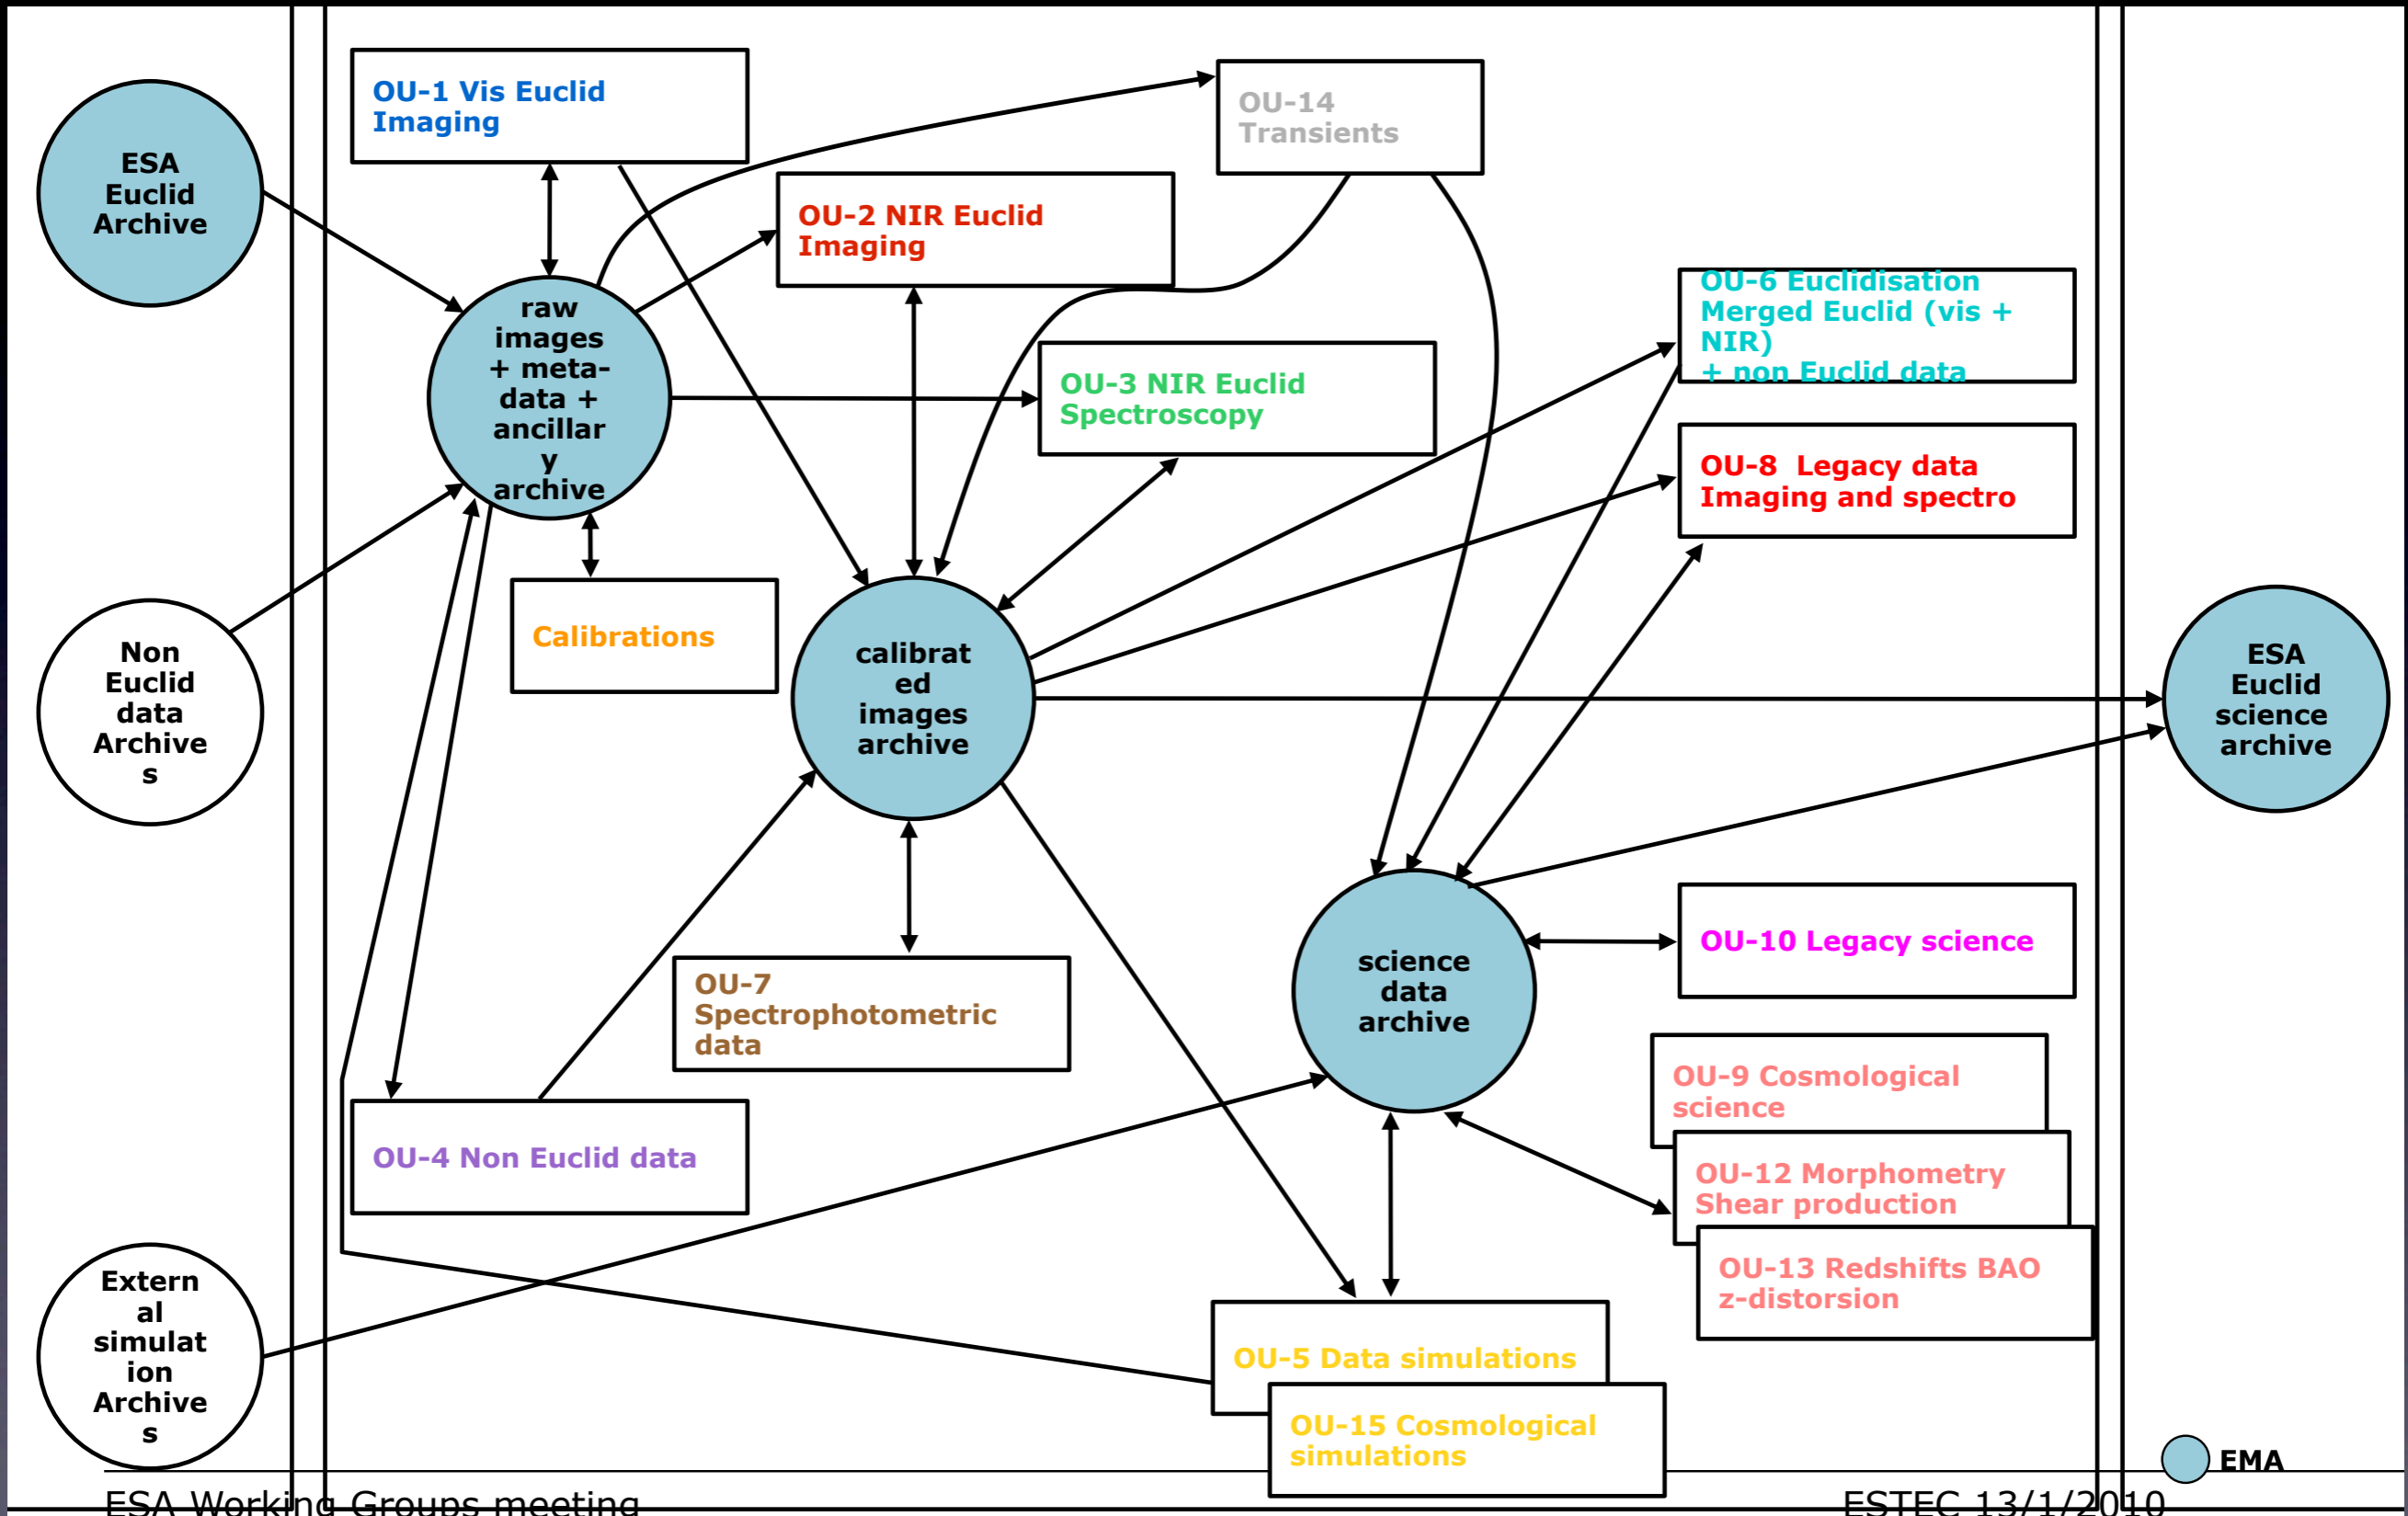 OU-1 Vis Euclid
Imaging
OU-14
Transients
ESA
Euclid
Archive
OU-2 NIR Euclid
Imaging
OU-6 Euclidisation
Merged Euclid (vis +
NIR)
+ non Euclid data
raw
images
+ meta-
data +
ancillar
y
archive
OU-3 NIR Euclid
Spectroscopy
OU-8 Legacy data
Imaging and spectro
Non
Euclid
data
Archive
s
Calibrations
calibrat
ed
images
archive
ESA
Euclid
science
archive
OU-7
Spectrophotometric
data
science
data
archive
OU-10 Legacy science
OU-9 Cosmological
science
OU-4 Non Euclid data
OU-12 Morphometry
Shear production
OU-13 Redshifts BAO
z-distorsion
Extern
al
simulat
ion
Archive
s
OU-5 Data simulations
OU-15 Cosmological
simulations
EMA
ESA Working Groups meeting
ESTEC 13/1/2010